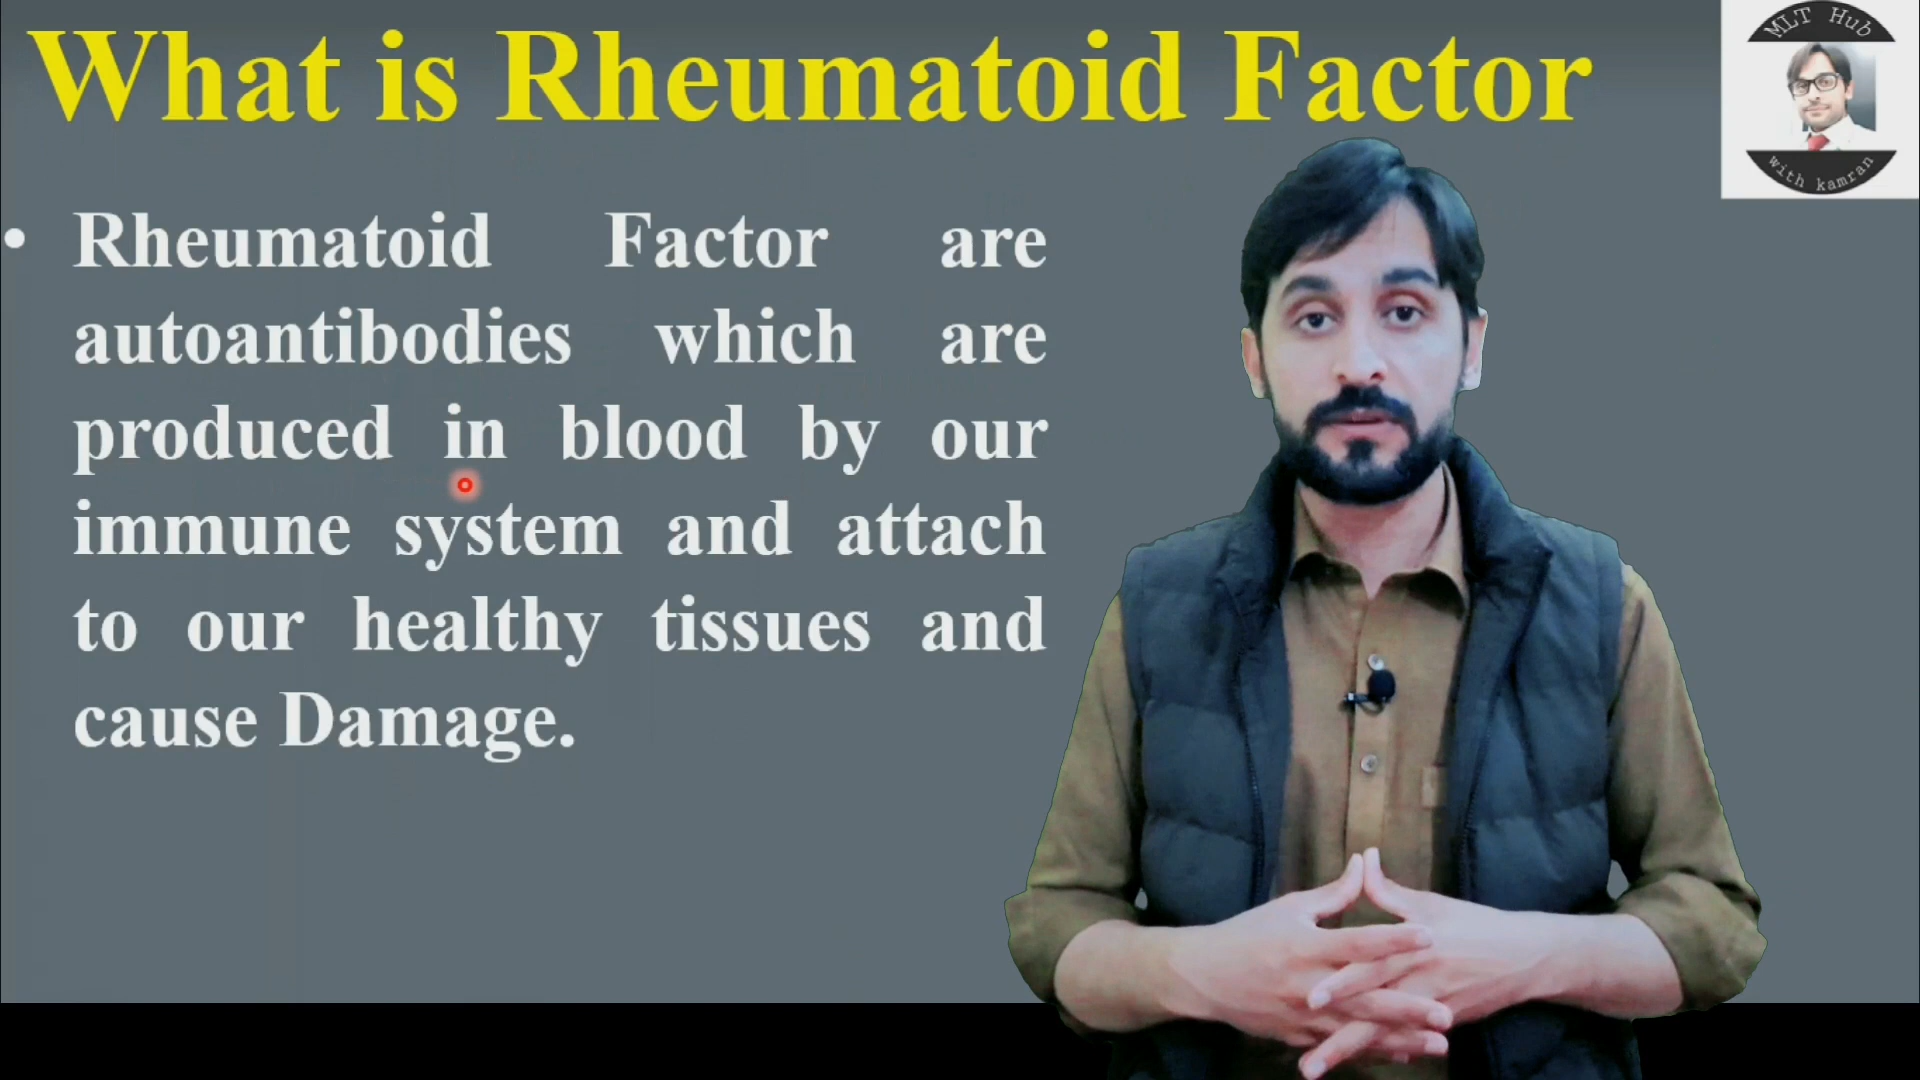 What is Rheumatoid Factor
MLT Hub
with kamran
• Rheumatoid Factor are
autoantibodies which are
produced in blood by our
immune system and attach
to our healthy tissues and
cause Damage.